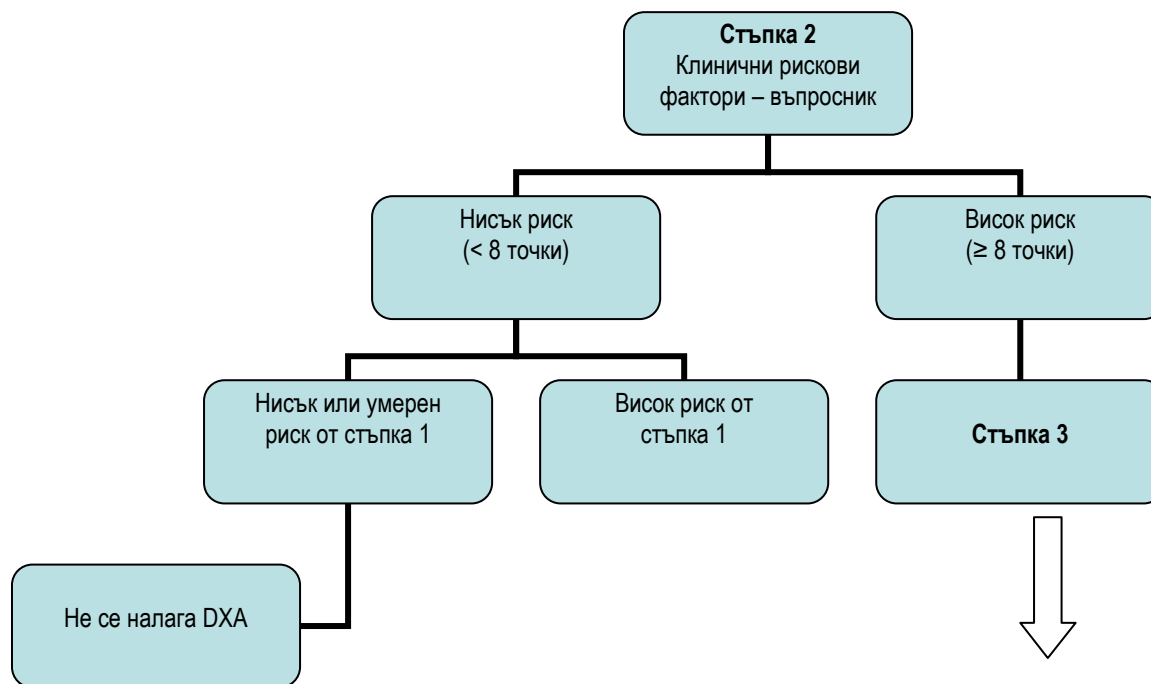 Стъпка 2
Клинични рискови
фактори – въпросник
Нисък риск
(< 8 точки)
Висок риск
(≥ 8 точки)
Нисък или умерен
риск от стъпка 1
Висок риск от
стъпка 1
Стъпка 3
Не се налага DXA